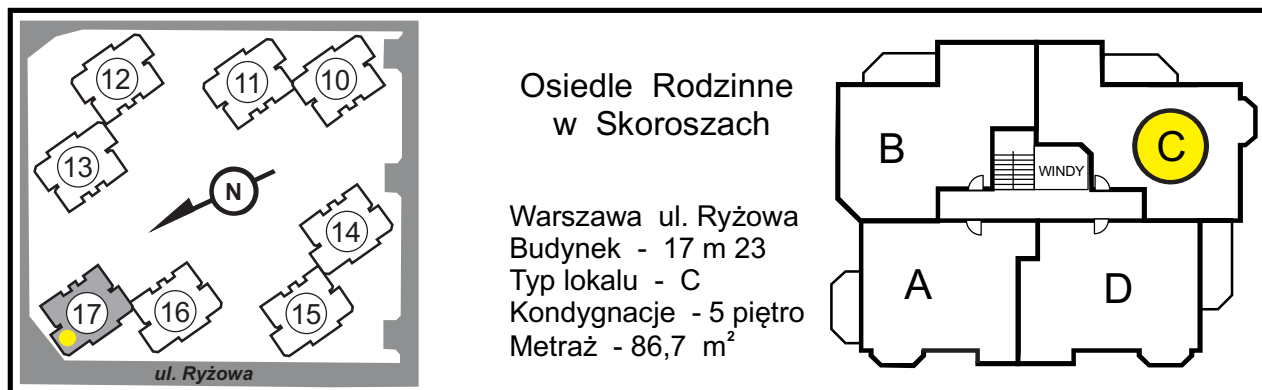 12
11
10
13
N
14
17
16
15
ul. Ryżowa
Osiedle Rodzinne
w Skoroszach
Warszawa ul. Ryżowa
Budynek - 17 m 23
Typ lokalu - C
Kondygnacje - 5 piętro
Metraż - 86,7 m²
B
C
WINDY
A
D